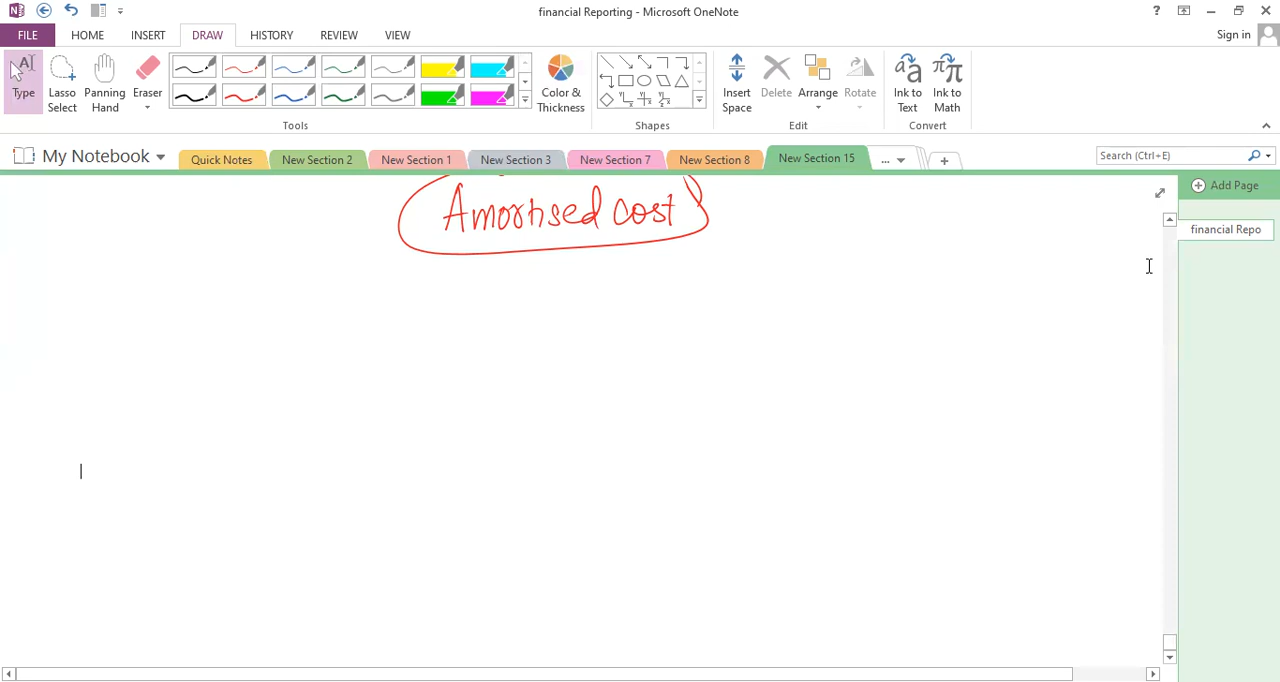 financial Reporting - Microsoft OneNote
?
FILE HOME INSERT DRAW HISTORY REVIEW VIEW
Sign in
Type
Lasso Select
Panning Hand
Eraser
Color & Thickness
Insert Space
Delete
Arrange
Rotate
Ink to Text
Ink to Math
Tools
Shapes
Edit
Convert
My Notebook
Quick Notes
New Section 2
New Section 1
New Section 3
New Section 7
New Section 8
New Section 15
...
Search (Ctrl+E)
Add Page
financial Repo
Amortised cost